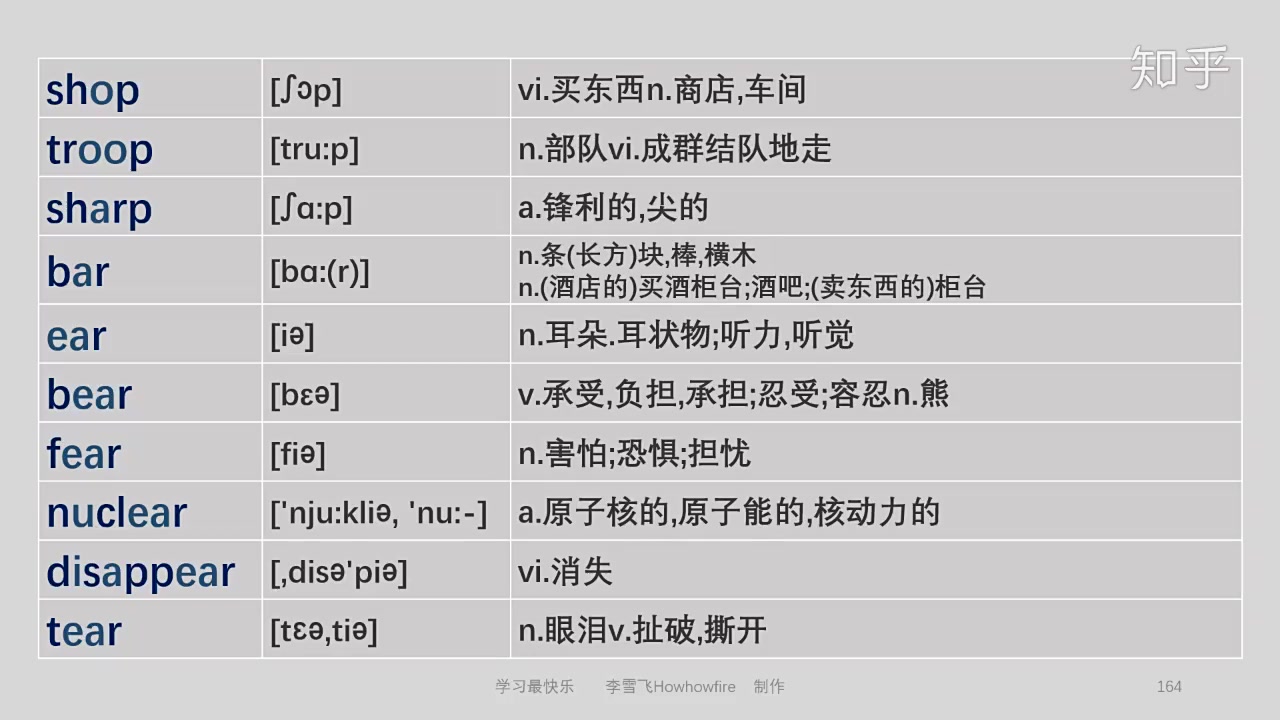 知乎
shop [ʃɔp] vi.买东西n.商店,车间
troop [tru:p] n.部队vi.成群结队地走
sharp [ʃɑ:p] a.锋利的,尖的
bar [bɑ:(r)] n.条(长方)块,棒,横木
n.(酒店的)买酒柜台;酒吧;(卖东西的)柜台
ear [iə] n.耳朵.耳状物;听力,听觉
bear [bɛə] v.承受,负担,承担;忍受;容忍n.熊
fear [fiə] n.害怕;恐惧;担忧
nuclear ['nju:kliə, 'nu:-] a.原子核的,原子能的,核动力的
disappear [,disə'piə] vi.消失
tear [tɛə,tiə] n.眼泪v.扯破,撕开
学习最快乐 李雪飞Howhowfire 制作 164